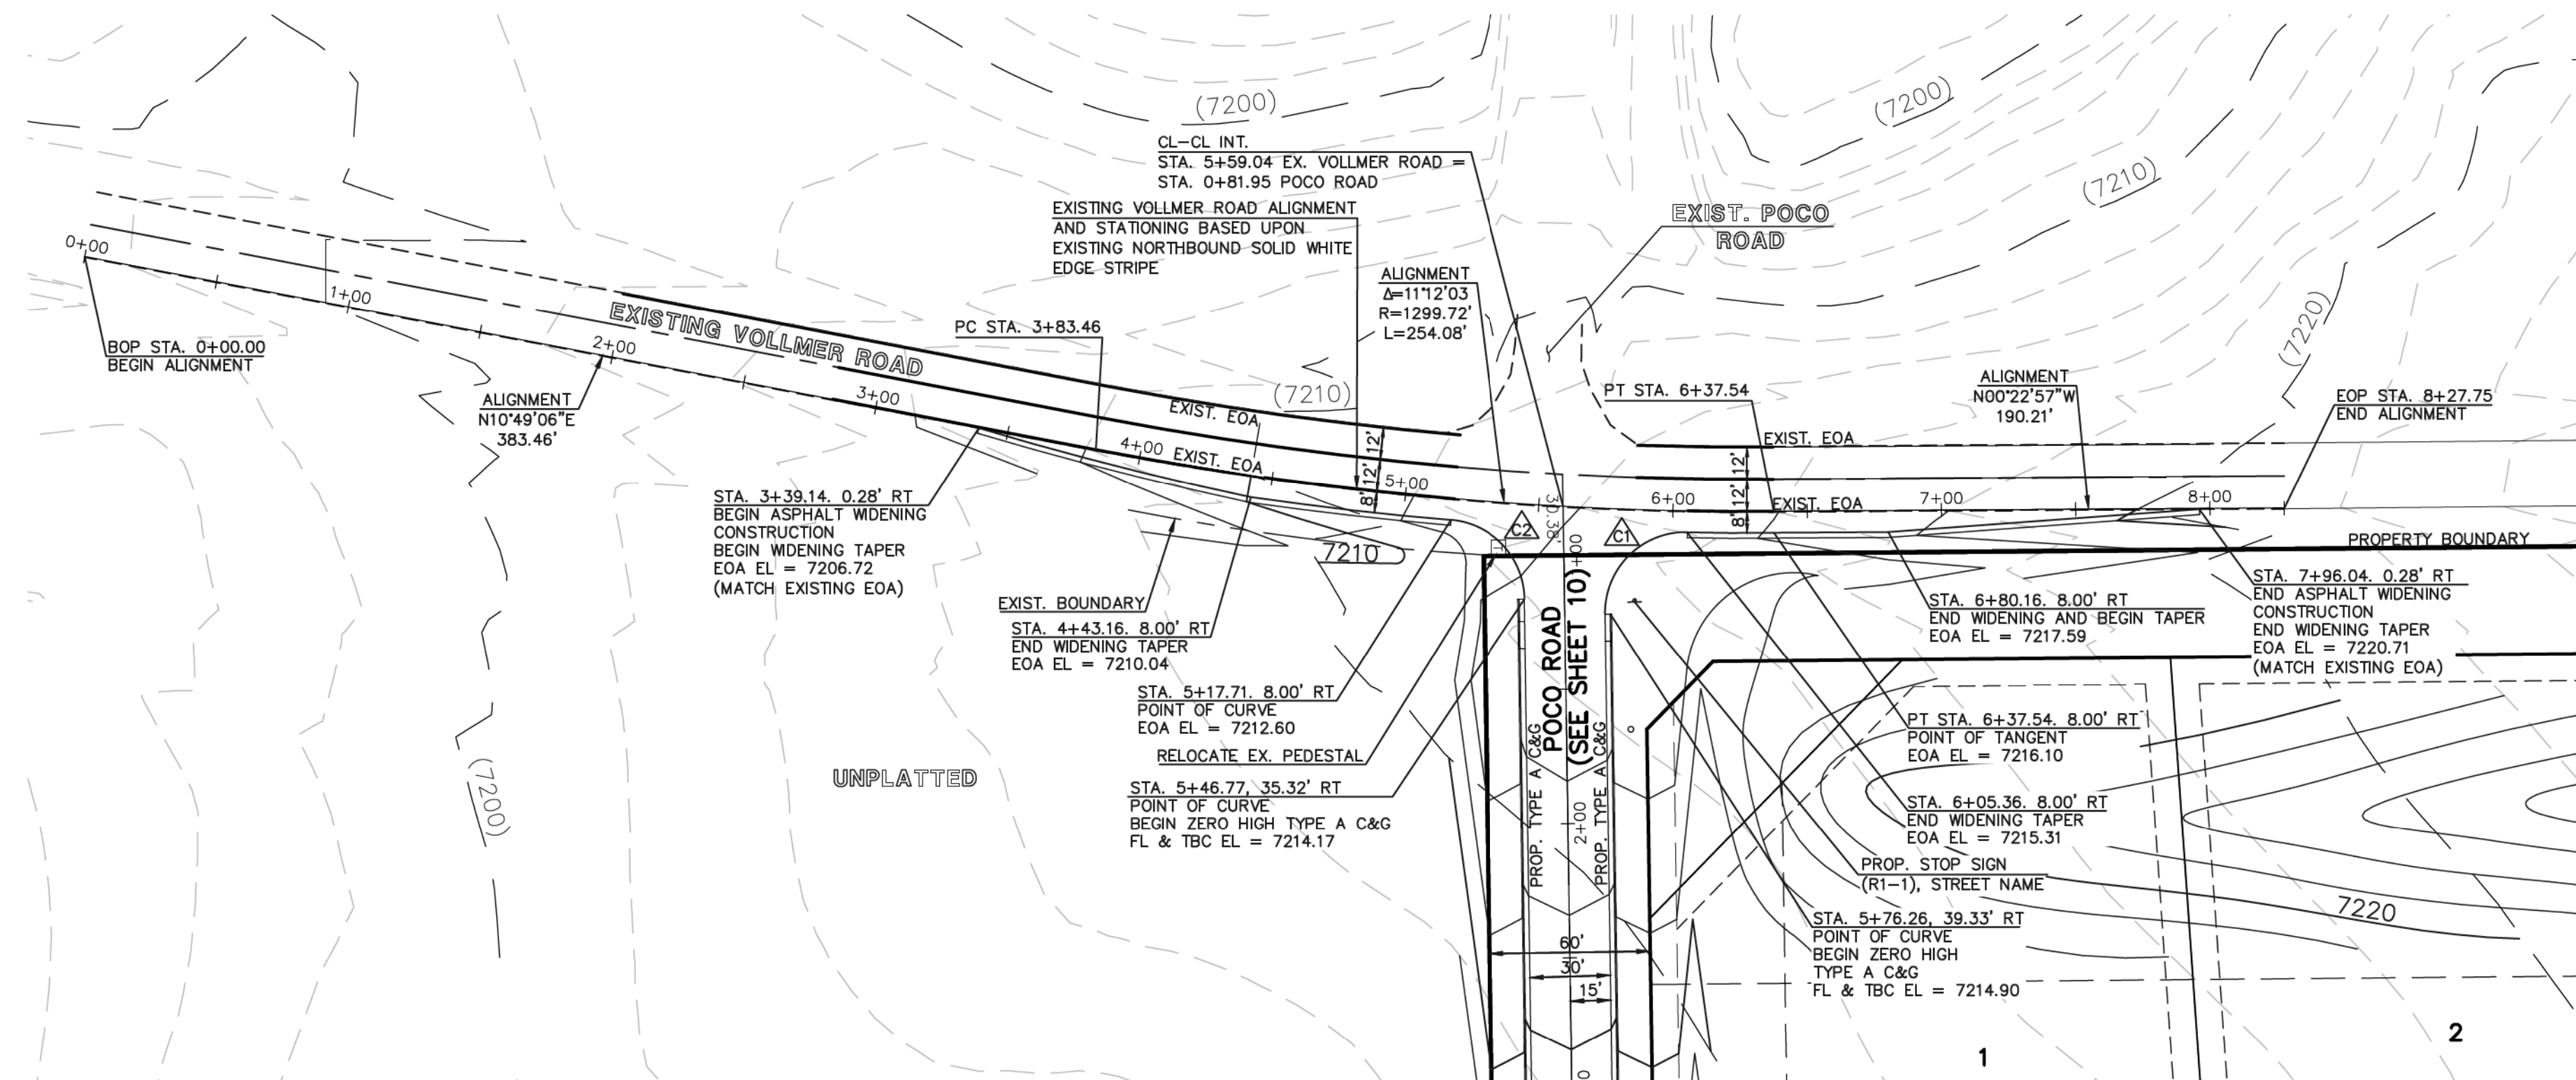 (7200)
(7200)
CL-CL INT.
STA. 5+59.04 EX. VOLLMER ROAD =
STA. 0+81.95 POCO ROAD
(7210)
EXISTING VOLLMER ROAD ALIGNMENT
AND STATIONING BASED UPON
EXISTING NORTHBOUND SOLID WHITE
EDGE STRIPE
EXIST. POCO
ROAD
0+00
1+00
2+00
3+00
4+00
5+00
6+00
7+00
8+00
BOP STA. 0+00.00
BEGIN ALIGNMENT
EXISTING VOLLMER ROAD
PC STA. 3+83.46
ALIGNMENT
Δ=11°12'03
R=1299.72'
L=254.08'
(7220)
ALIGNMENT
N10°49'06"E
383.46'
(7210)
EXIST. EOA
EXIST. EOA
12'
12'
8'
PT STA. 6+37.54
ALIGNMENT
N00°22'57"W
190.21'
EOP STA. 8+27.75
END ALIGNMENT
EXIST. EOA
EXIST. EOA
12'
12'
8'
30.38'
C2
C1
PROPERTY BOUNDARY
STA. 3+39.14. 0.28' RT
BEGIN ASPHALT WIDENING
CONSTRUCTION
BEGIN WIDENING TAPER
EOA EL = 7206.72
(MATCH EXISTING EOA)
7210
EXIST. BOUNDARY
STA. 4+43.16. 8.00' RT
END WIDENING TAPER
EOA EL = 7210.04
STA. 5+17.71. 8.00' RT
POINT OF CURVE
EOA EL = 7212.60
RELOCATE EX. PEDESTAL
STA. 5+46.77, 35.32' RT
POINT OF CURVE
BEGIN ZERO HIGH TYPE A C&G
FL & TBC EL = 7214.17
UNPLATTED
(7200)
POCO ROAD
(SEE SHEET 10)
PROP. TYPE A C&G
PROP. TYPE A C&G
2+00
60'
30'
15'
STA. 6+80.16. 8.00' RT
END WIDENING AND BEGIN TAPER
EOA EL = 7217.59
STA. 7+96.04. 0.28' RT
END ASPHALT WIDENING
CONSTRUCTION
END WIDENING TAPER
EOA EL = 7220.71
(MATCH EXISTING EOA)
PT STA. 6+37.54. 8.00' RT
POINT OF TANGENT
EOA EL = 7216.10
STA. 6+05.36. 8.00' RT
END WIDENING TAPER
EOA EL = 7215.31
PROP. STOP SIGN
(R1-1), STREET NAME
STA. 5+76.26, 39.33' RT
POINT OF CURVE
BEGIN ZERO HIGH
TYPE A C&G
FL & TBC EL = 7214.90
7220
1
2